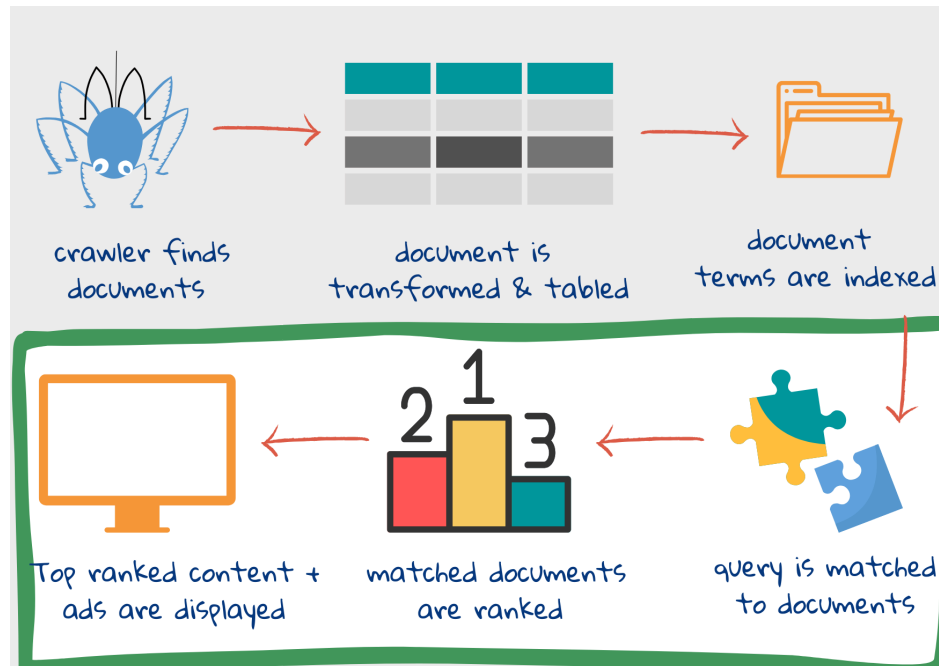 crawler finds
documents
document is
transformed & tabled
document
terms are indexed
2
1
3
Top ranked content +
ads are displayed
matched documents
are ranked
query is matched
to documents